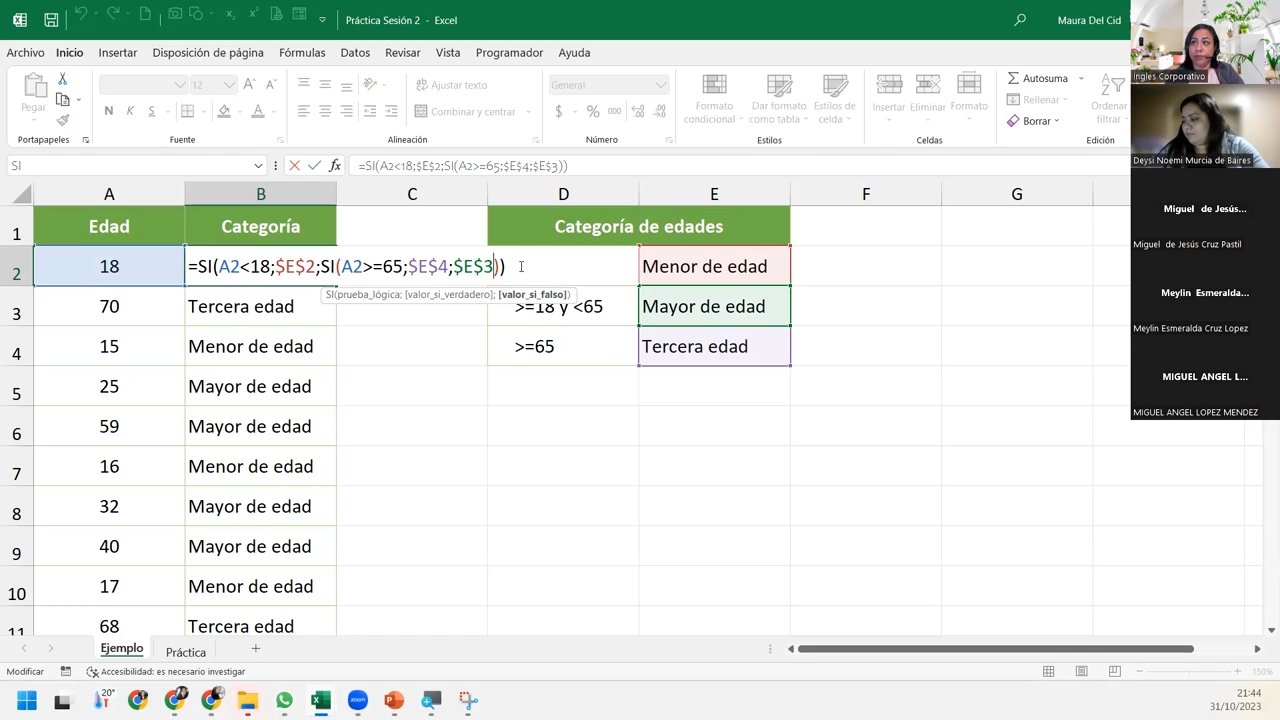 Práctica Sesión 2 - Excel
Maura Del Cid
Archivo Inicio Insertar Disposición de página Fórmulas Datos Revisar Vista Programador Ayuda
Pegar
12
N K S
Ajustar texto
Combinar y centrar
General
Formato condicional
Dar formato como tabla
Estilos de celda
Insertar Eliminar Formato
Autosuma
Rellenar
Borrar
Ordenar
Portapapeles Fuente Alineación Número Estilos Celdas Edición
SI
fx
=SI(A2<18;$E$2;SI(A2>=65;$E$4;$E$3))
A B C D E F G
1 Edad Categoría Categoría de edades
2 18 =SI(A2<18;$E$2;SI(A2>=65;$E$4;$E$3)) Menor de edad
SI(prueba_lógica; [valor_si_verdadero]; [valor_si_falso])
3 70 Tercera edad >=18 y <65 Mayor de edad
4 15 Menor de edad >=65 Tercera edad
5 25 Mayor de edad
6 59 Mayor de edad
7 16 Menor de edad
8 32 Mayor de edad
9 40 Mayor de edad
10 17 Menor de edad
11 68 Tercera edad
Ejemplo Práctica
Modificar
Accesibilidad: es necesario investigar
150%
20°
zoom
21:44
31/10/2023
Ingles Corporativo
Deysi Noemi Murcia de Baires
Miguel de Jesús...
Miguel de Jesús Cruz Pastil
Meylin Esmeralda...
Meylin Esmeralda Cruz Lopez
MIGUEL ANGEL L...
MIGUEL ANGEL LOPEZ MENDEZ